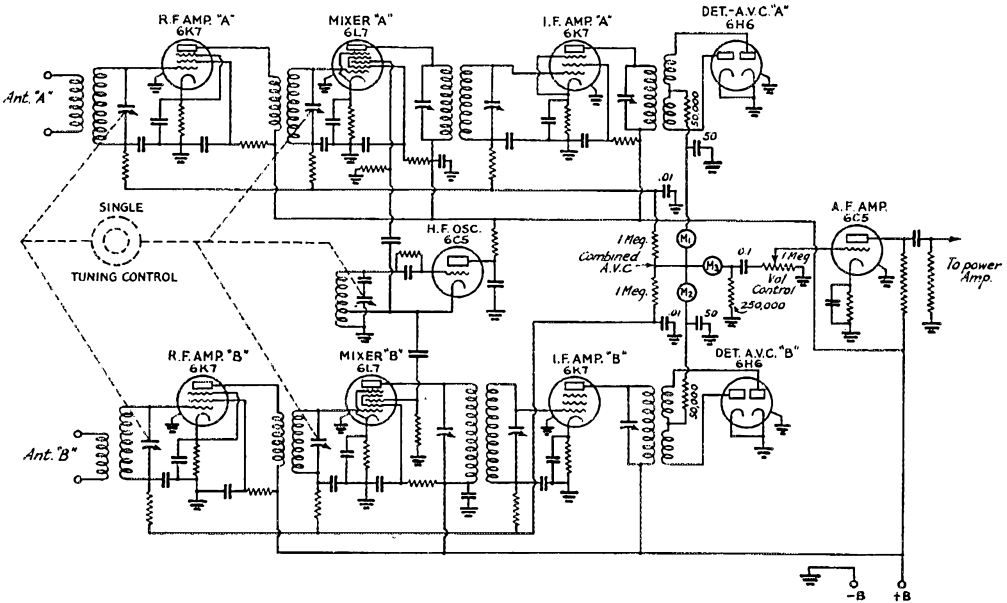 R.F. AMP. "A"
6K7
MIXER "A"
6L7
I.F. AMP. "A"
6K7
DET.-A.V.C. "A"
6H6
Ant. "A"
50,000
50
.01
SINGLE
TUNING CONTROL
H.F. OSC.
6C5
1 Meg.
Combined
A.V.C
1 Meg.
M1
M3
M2
0.1
1 Meg
Vol
Control
250,000
A.F. AMP.
6C5
To power
Amp.
.01
50
R.F. AMP. "B"
6K7
MIXER "B"
6L7
I.F. AMP. "B"
6K7
DET. A.V.C. "B"
6H6
50,000
Ant. "B"
-B
+B